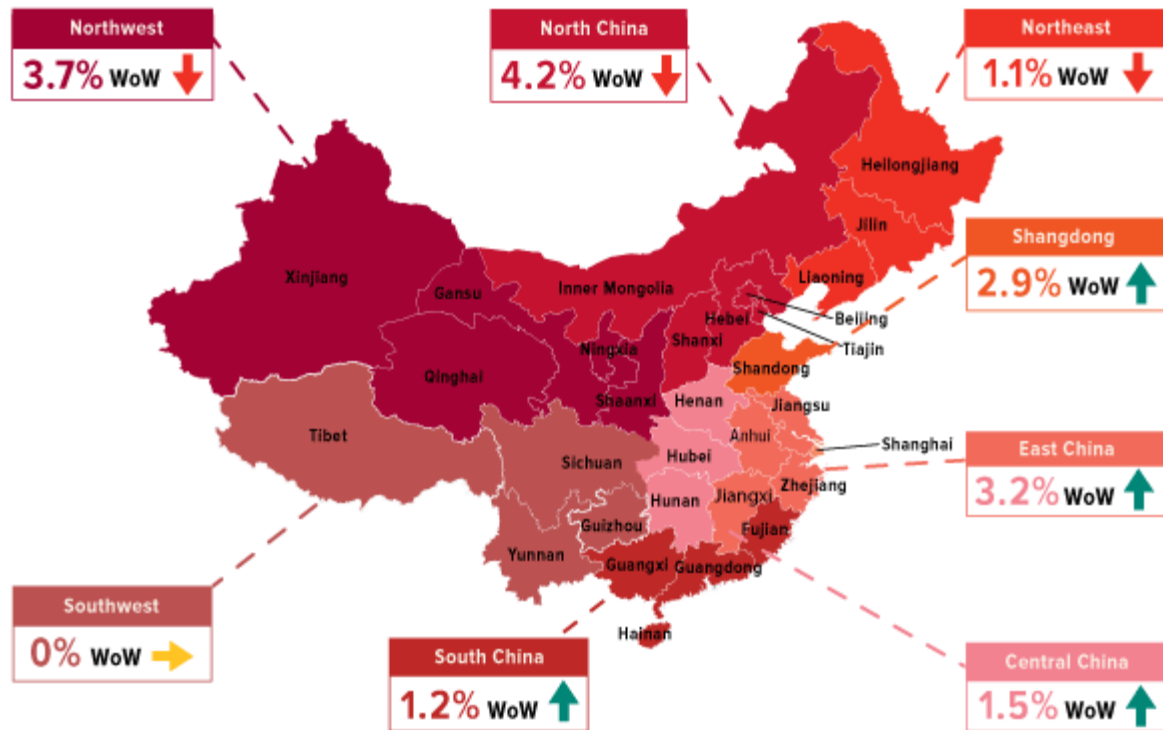 Northwest
3.7% WoW
North China
4.2% WoW
Northeast
1.1% WoW
Heilongjiang
Jilin
Shangdong
2.9% WoW
Liaoning
Xinjiang
Gansu
Inner Mongolia
Hebei
Beijing
Tiajin
Shanxi
Ningxia
Qinghai
Shandong
Shaanxi
Henan
Jiangsu
Tibet
Anhui
Shanghai
Sichuan
Hubei
East China
3.2% WoW
Zhejiang
Hunan
Jiangxi
Guizhou
Fujian
Yunnan
Guangxi
Guangdong
Southwest
0% WoW
Hainan
South China
1.2% WoW
Central China
1.5% WoW